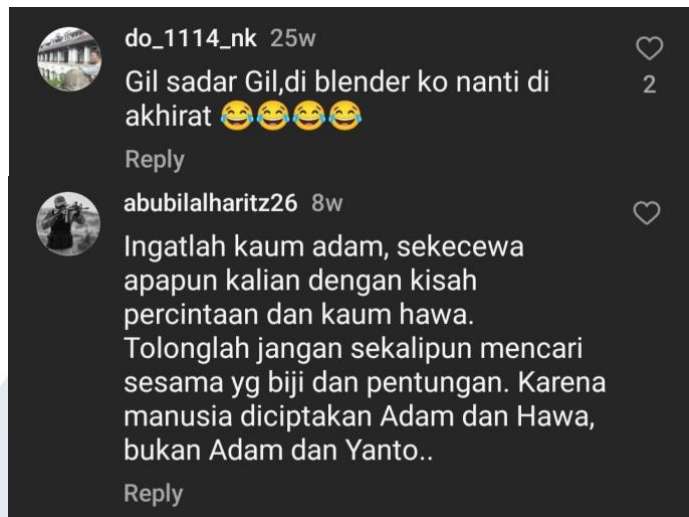 do_1114_nk 25w
Gil sadar Gil,di blender ko nanti di
akhirat 😂😂😂😂
2
Reply
abubilalharitz26 8w
Ingatlah kaum adam, sekecewa
apapun kalian dengan kisah
percintaan dan kaum hawa.
Tolonglah jangan sekalipun mencari
sesama yg biji dan pentungan. Karena
manusia diciptakan Adam dan Hawa,
bukan Adam dan Yanto..
Reply